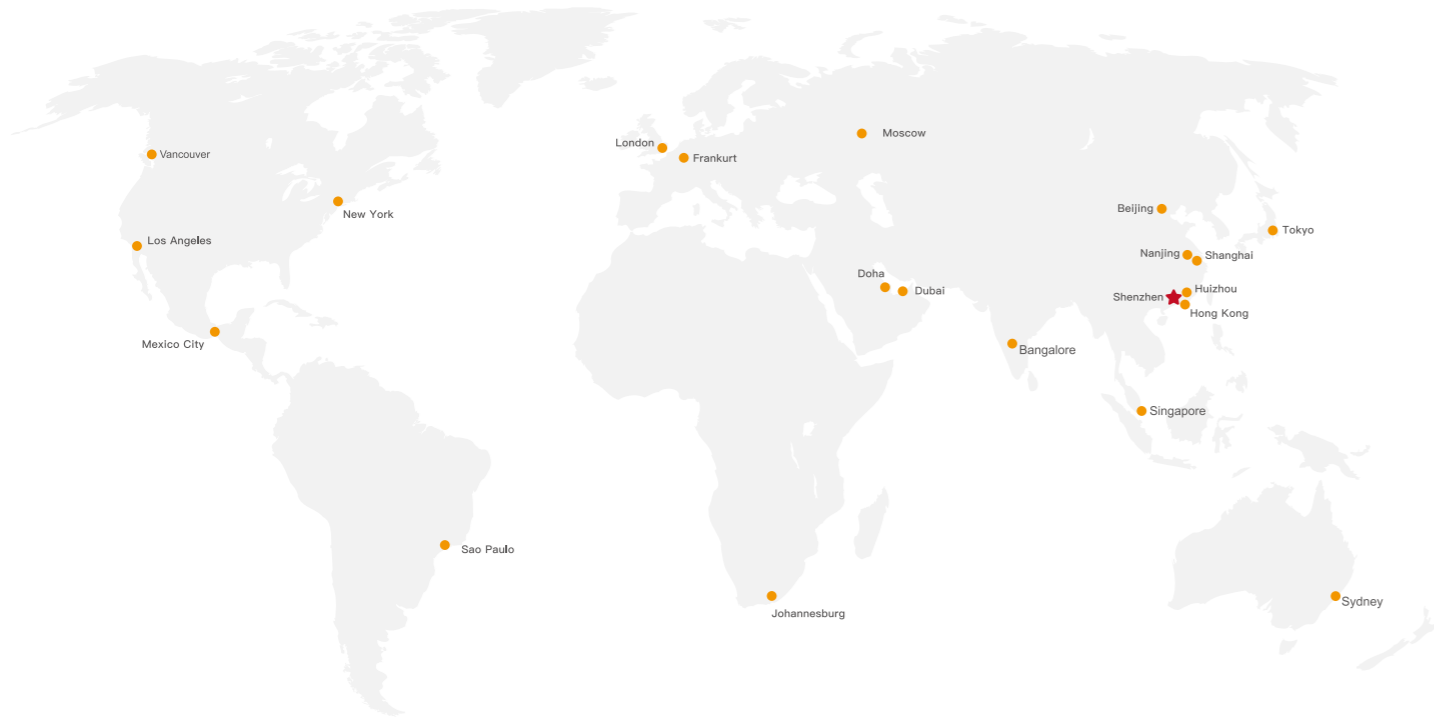 Moscow
London
Vancouver
Frankurt
Beijing
New York
Tokyo
Los Angeles
Nanjing
Shanghai
Doha
Dubai
Huizhou
Shenzhen
Hong Kong
Mexico City
Bangalore
Singapore
Sao Paulo
Sydney
Johannesburg